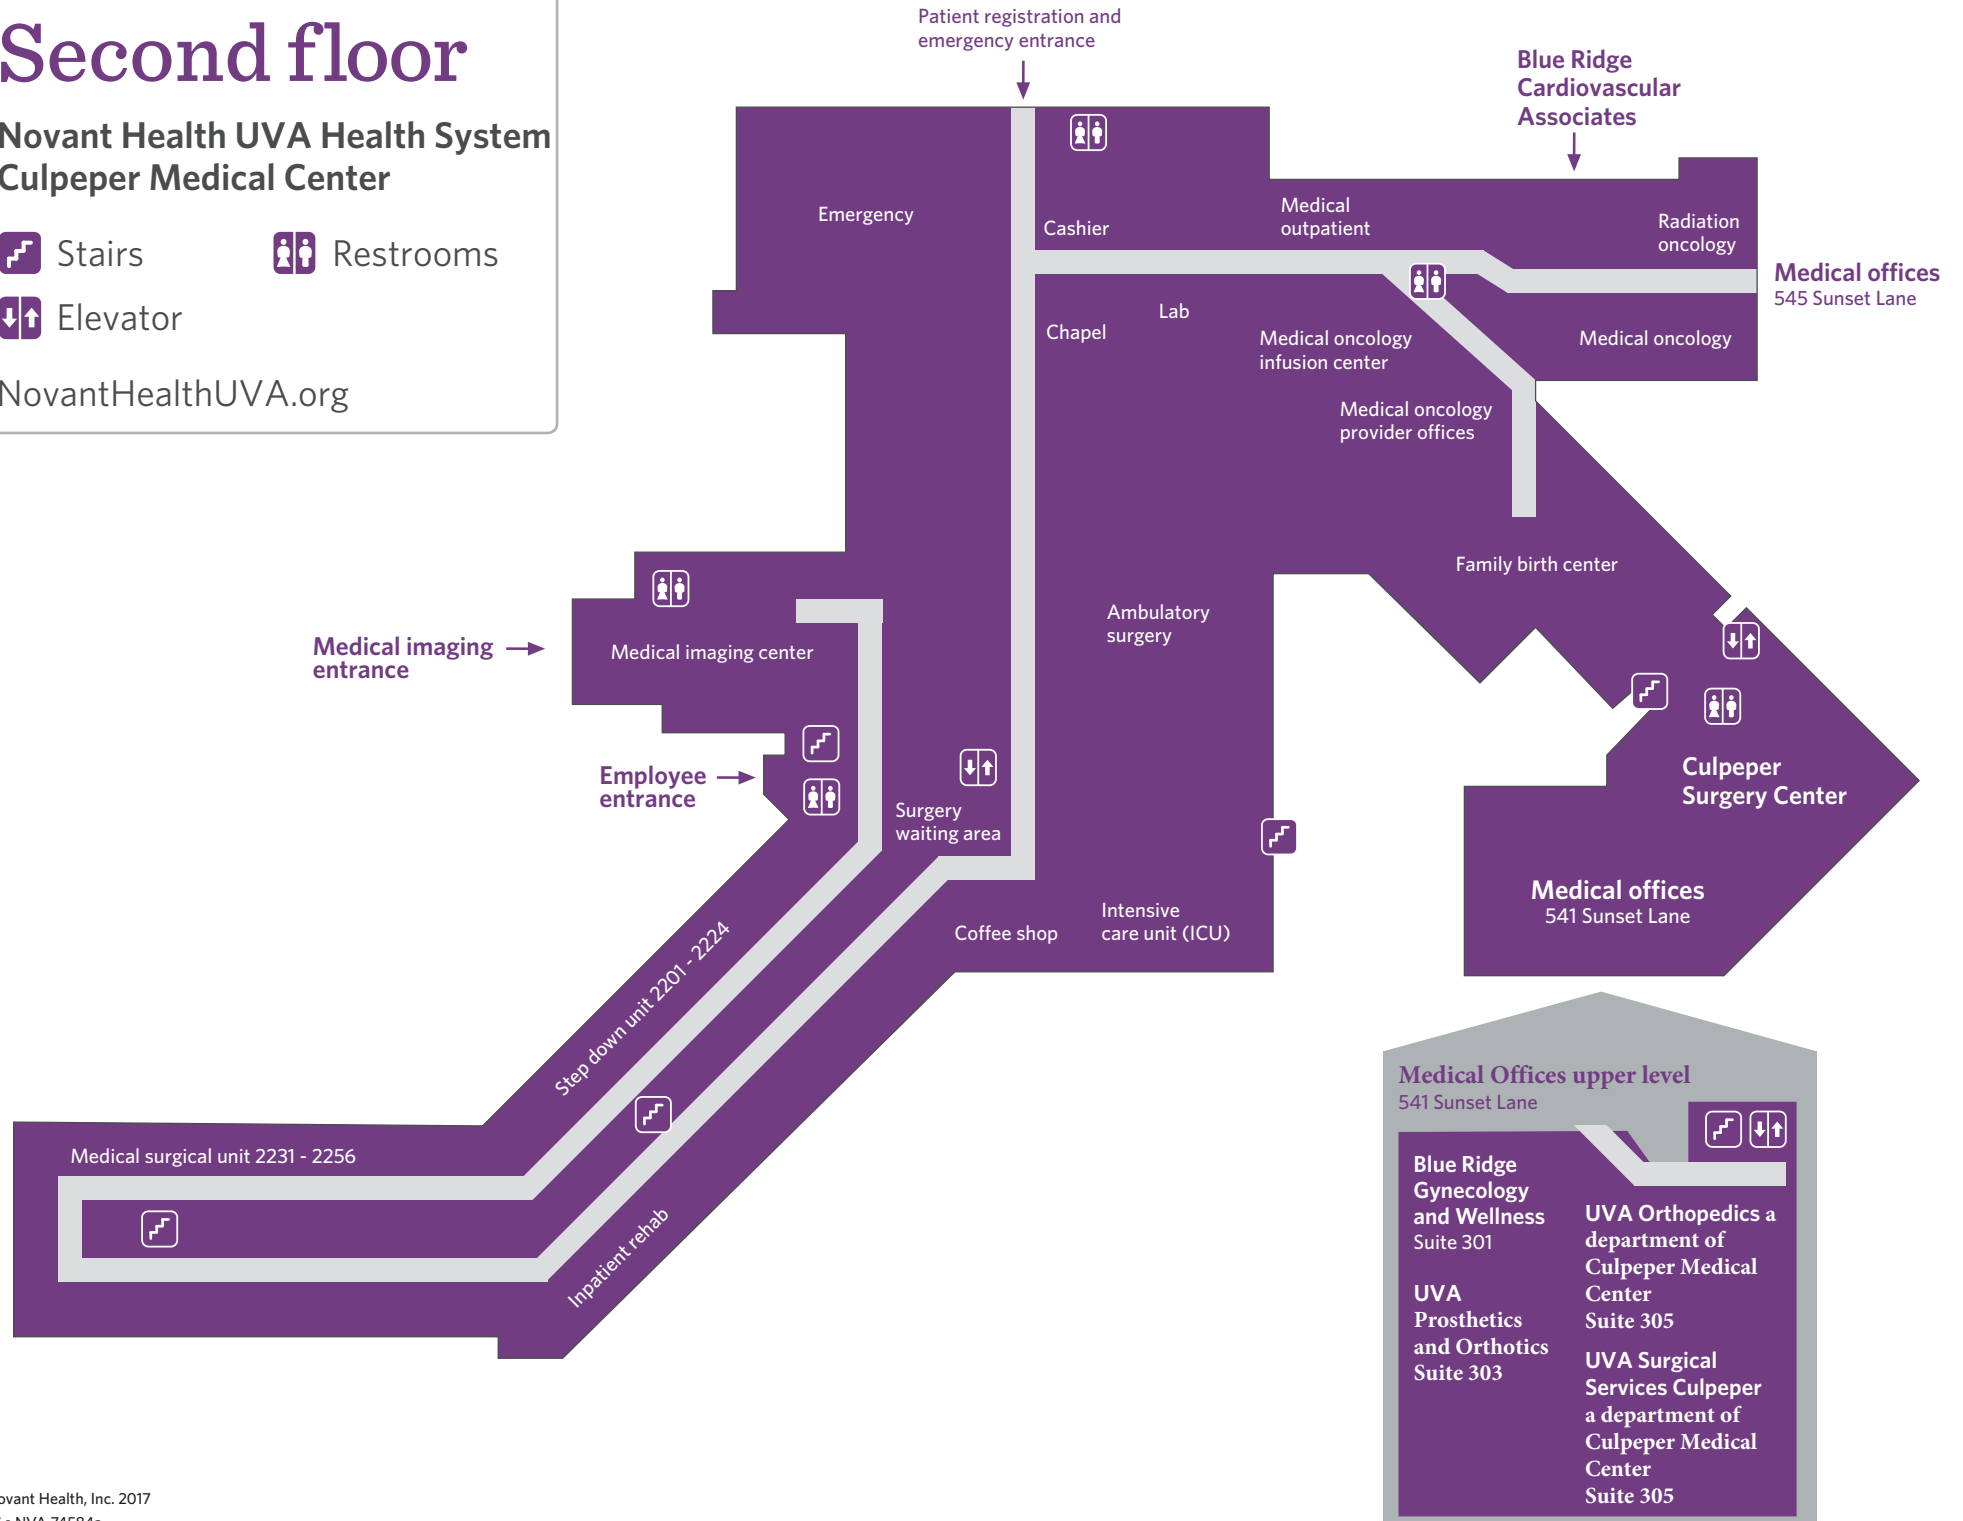 Second floor
Novant Health UVA Health System
Culpeper Medical Center
Stairs
Restrooms
Elevator
NovantHealthUVA.org
Patient registration and
emergency entrance
Blue Ridge
Cardiovascular
Associates
Emergency
Cashier
Medical
outpatient
Radiation
oncology
Medical offices
545 Sunset Lane
Chapel
Lab
Medical oncology
infusion center
Medical oncology
Medical oncology
provider offices
Family birth center
Ambulatory
surgery
Medical imaging
entrance
Medical imaging center
Employee
entrance
Surgery
waiting area
Culpeper
Surgery Center
Medical offices
541 Sunset Lane
Coffee shop
Intensive
care unit (ICU)
Step down unit 2201 - 2224
Medical surgical unit 2231 - 2256
Inpatient rehab
Medical Offices upper level
541 Sunset Lane
Blue Ridge
Gynecology
and Wellness
Suite 301
UVA
Prosthetics
and Orthotics
Suite 303
UVA Orthopedics a
department of
Culpeper Medical
Center
Suite 305
UVA Surgical
Services Culpeper
a department of
Culpeper Medical
Center
Suite 305
ovant Health, Inc. 2017